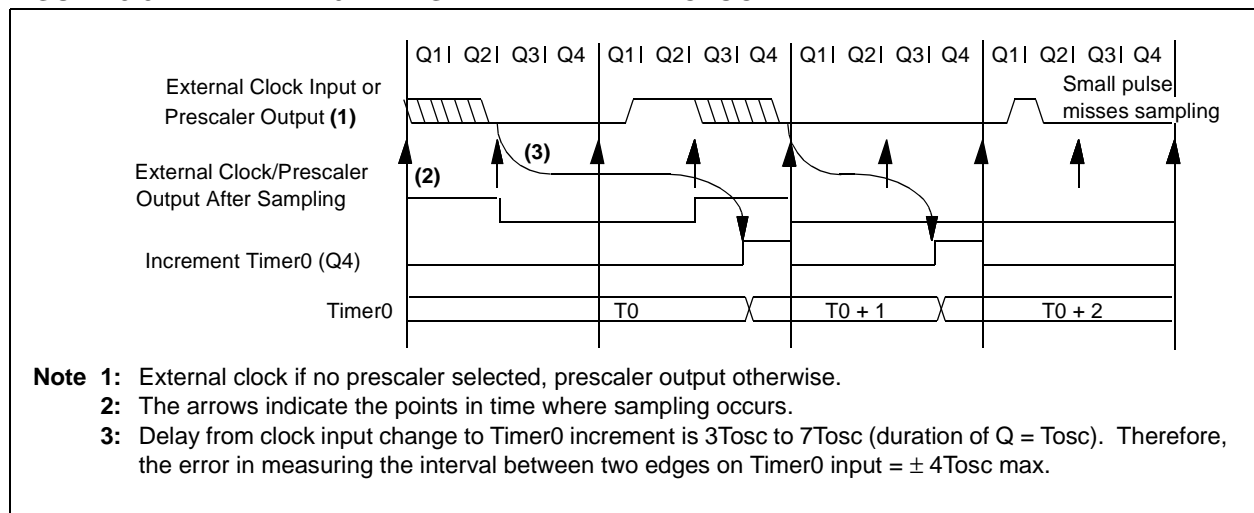 Q1| Q2| Q3| Q4 Q1| Q2| Q3| Q4 Q1| Q2| Q3| Q4 Q1| Q2| Q3| Q4
External Clock Input or
Prescaler Output (1)
Small pulse
misses sampling
(3)
(2)
External Clock/Prescaler
Output After Sampling
Increment Timer0 (Q4)
Timer0 T0 T0 + 1 T0 + 2
Note 1: External clock if no prescaler selected, prescaler output otherwise.
2: The arrows indicate the points in time where sampling occurs.
3: Delay from clock input change to Timer0 increment is 3Tosc to 7Tosc (duration of Q = Tosc). Therefore,
the error in measuring the interval between two edges on Timer0 input = ± 4Tosc max.